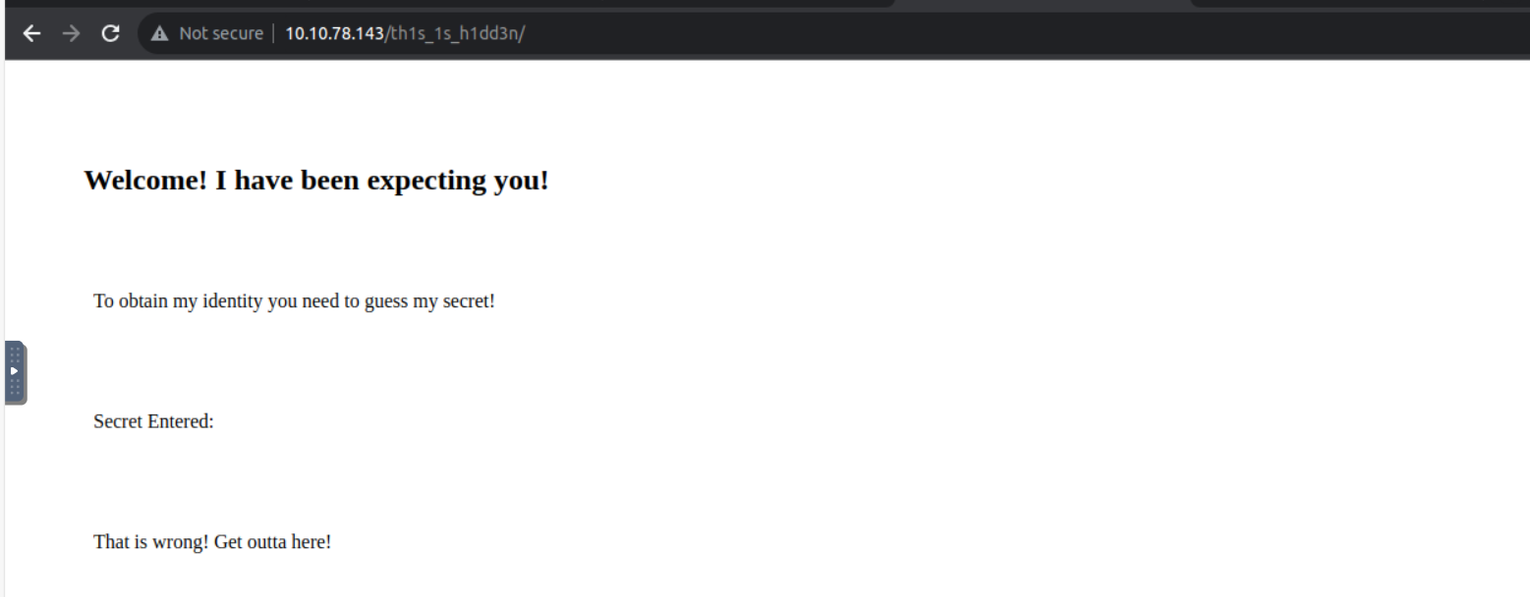 Not secure 10.10.78.143/th1s_1s_h1dd3n/
Welcome! I have been expecting you!
To obtain my identity you need to guess my secret!
Secret Entered:
That is wrong! Get outta here!